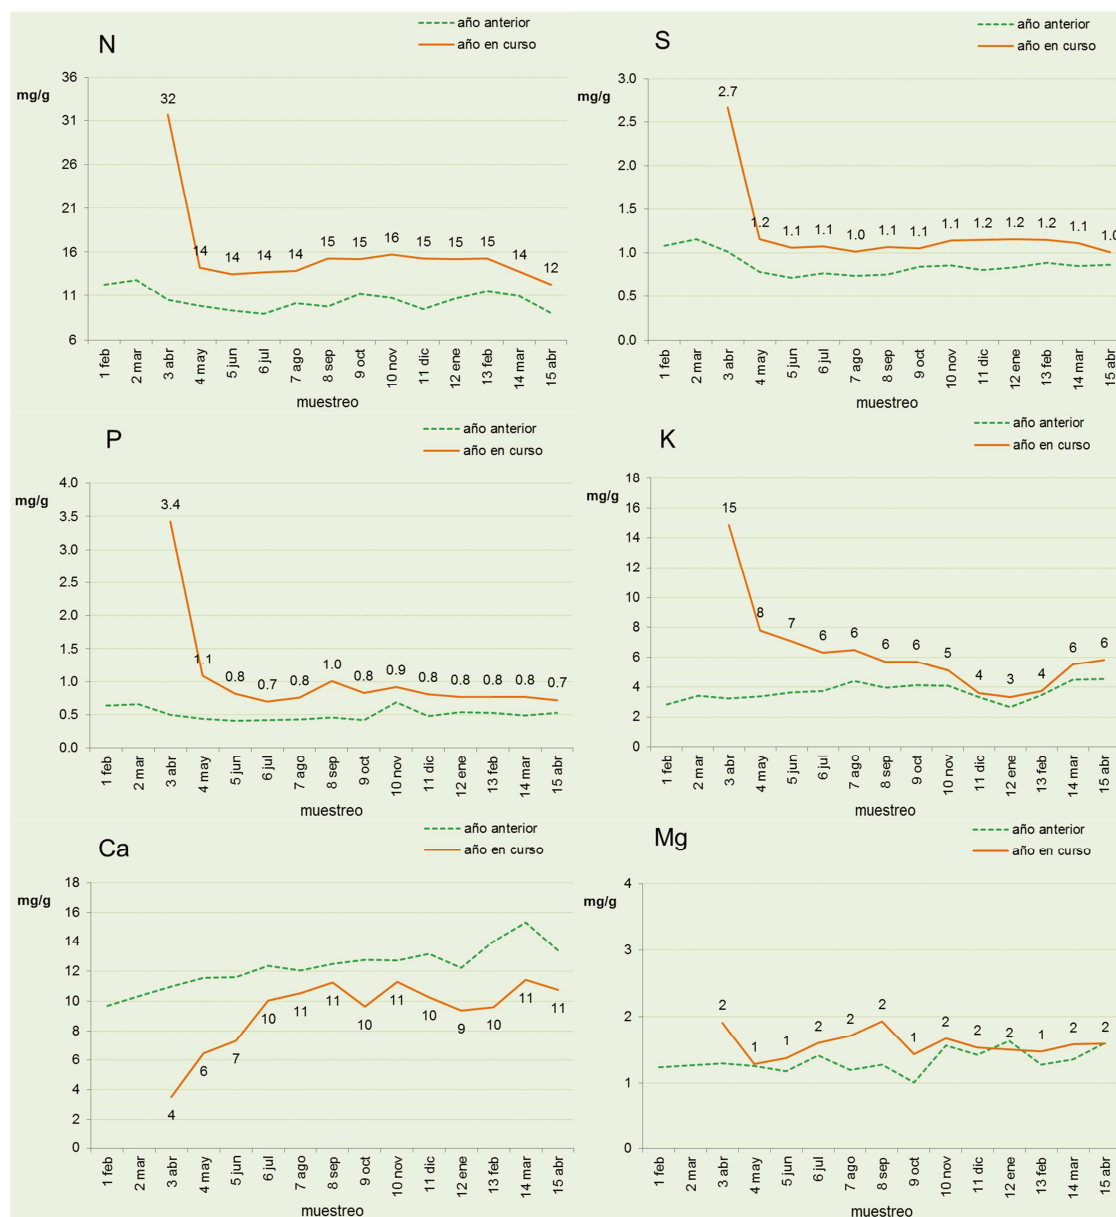 N
año anterior
año en curso
mg/g
36
31
26
21
16
11
6
32
14
14
14
14
15
15
16
15
15
15
14
12
1 feb
2 mar
3 abr
4 may
5 jun
6 jul
7 ago
8 sep
9 oct
10 nov
11 dic
12 ene
13 feb
14 mar
15 abr
muestreo
S
año anterior
año en curso
mg/g
3.0
2.5
2.0
1.5
1.0
0.5
0.0
2.7
1.2
1.1
1.1
1.0
1.1
1.1
1.1
1.2
1.2
1.2
1.1
1.0
1 feb
2 mar
3 abr
4 may
5 jun
6 jul
7 ago
8 sep
9 oct
10 nov
11 dic
12 ene
13 feb
14 mar
15 abr
muestreo
P
año anterior
año en curso
mg/g
4.0
3.5
3.0
2.5
2.0
1.5
1.0
0.5
0.0
3.4
1.1
0.8
0.7
0.8
1.0
0.8
0.9
0.8
0.8
0.8
0.8
0.7
1 feb
2 mar
3 abr
4 may
5 jun
6 jul
7 ago
8 sep
9 oct
10 nov
11 dic
12 ene
13 feb
14 mar
15 abr
muestreo
K
año anterior
año en curso
mg/g
18
16
14
12
10
8
6
4
2
0
15
8
7
6
6
6
6
5
4
3
4
6
6
1 feb
2 mar
3 abr
4 may
5 jun
6 jul
7 ago
8 sep
9 oct
10 nov
11 dic
12 ene
13 feb
14 mar
15 abr
muestreo
Ca
año anterior
año en curso
mg/g
18
16
14
12
10
8
6
4
2
0
4
6
7
10
11
11
10
11
10
9
10
11
11
1 feb
2 mar
3 abr
4 may
5 jun
6 jul
7 ago
8 sep
9 oct
10 nov
11 dic
12 ene
13 feb
14 mar
15 abr
muestreo
Mg
año anterior
año en curso
mg/g
4
3
2
1
0
2
1
1
2
2
2
1
2
2
2
1
2
2
1 feb
2 mar
3 abr
4 may
5 jun
6 jul
7 ago
8 sep
9 oct
10 nov
11 dic
12 ene
13 feb
14 mar
15 abr
muestreo